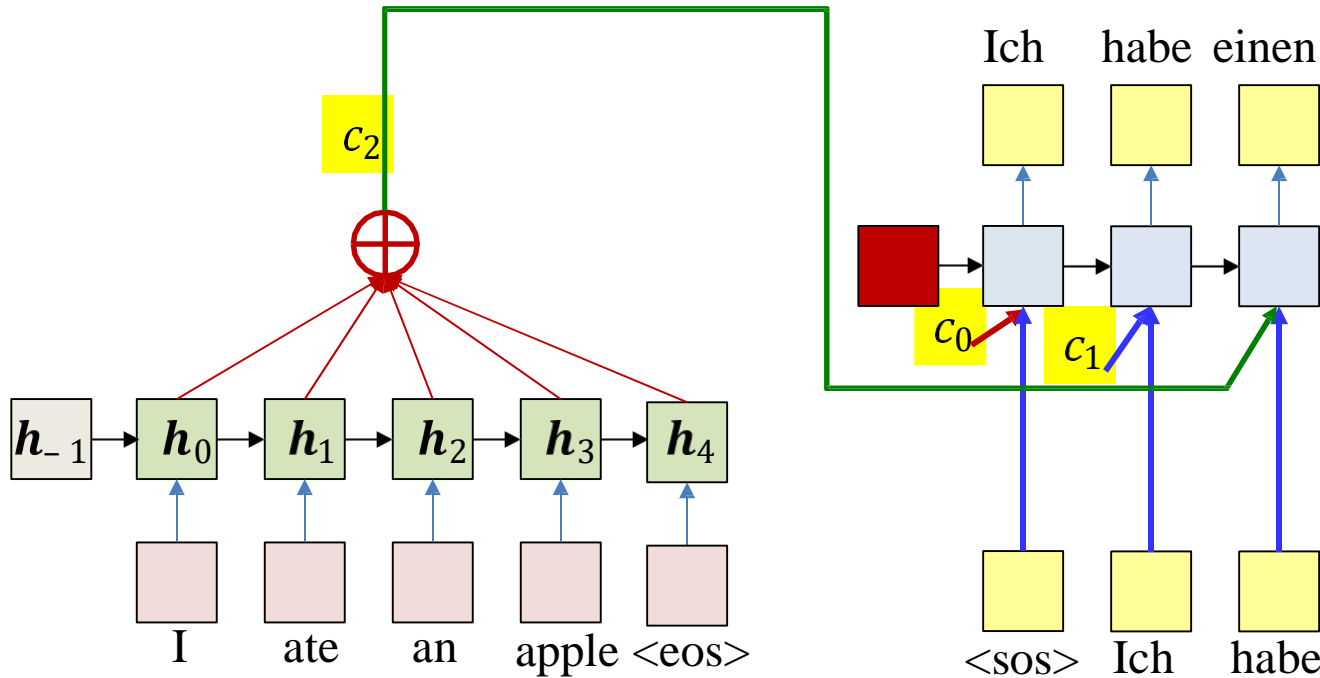 Ich habe einen
c₂
c₀
c₁
h₋₁ h₀ h₁ h₂ h₃ h₄
I ate an apple <eos>
<sos> Ich habe